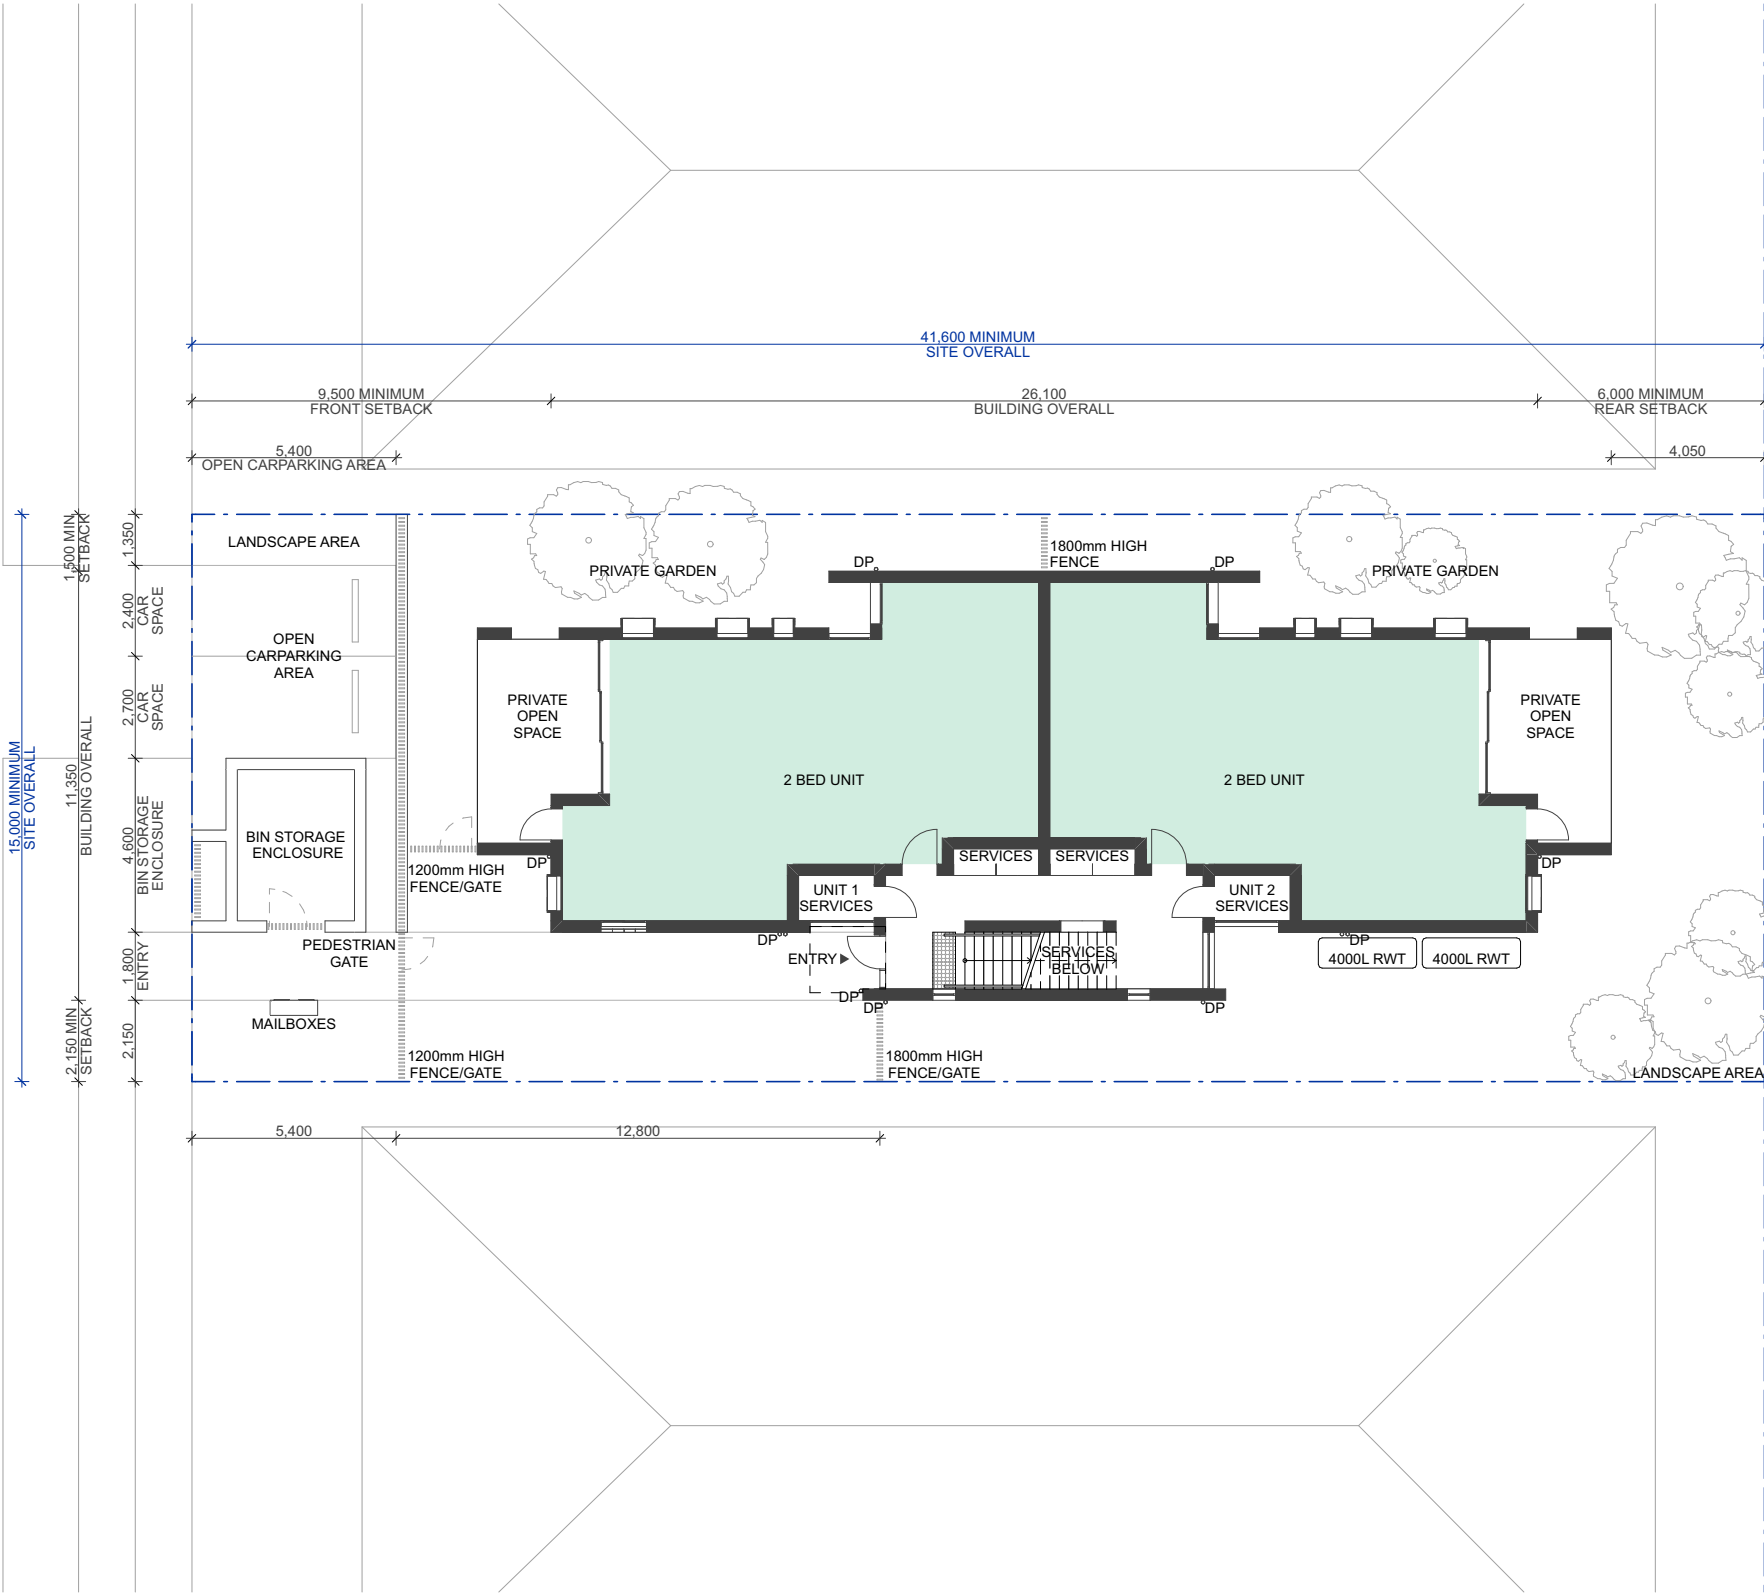 41,600 MINIMUM
SITE OVERALL
9,500 MINIMUM
FRONT SETBACK
26,100
BUILDING OVERALL
6,000 MINIMUM
REAR SETBACK
5,400
OPEN CARPARKING AREA
4,050
15,000 MINIMUM
SITE OVERALL
1,500 MIN
SETBACK
11,350
BUILDING OVERALL
2,150 MIN
SETBACK
1,350
2,400
CAR
SPACE
2,700
CAR
SPACE
4,600
BIN STORAGE
ENCLOSURE
1,800
ENTRY
2,150
LANDSCAPE AREA
OPEN
CARPARKING
AREA
BIN STORAGE
ENCLOSURE
PEDESTRIAN
GATE
MAILBOXES
1200mm HIGH
FENCE/GATE
1200mm HIGH
FENCE/GATE
PRIVATE GARDEN
DP
1800mm HIGH
FENCE
DP
PRIVATE GARDEN
PRIVATE
OPEN
SPACE
2 BED UNIT
2 BED UNIT
PRIVATE
OPEN
SPACE
DP
SERVICES
SERVICES
DP
UNIT 1
SERVICES
UNIT 2
SERVICES
DP
ENTRY
SERVICES
BELOW
DP
4000L RWT
4000L RWT
DP
DP
DP
1800mm HIGH
FENCE/GATE
LANDSCAPE AREA
5,400
12,800